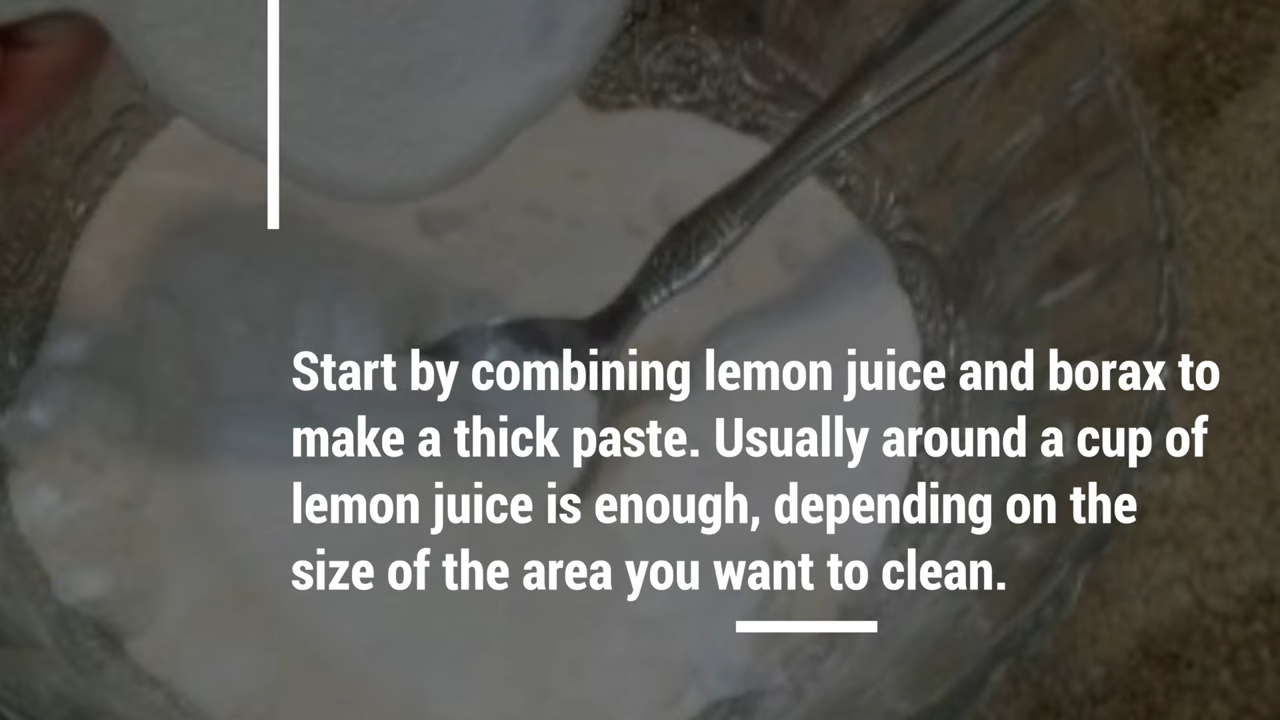 Start by combining lemon juice and borax to
make a thick paste. Usually around a cup of
lemon juice is enough, depending on the
size of the area you want to clean.